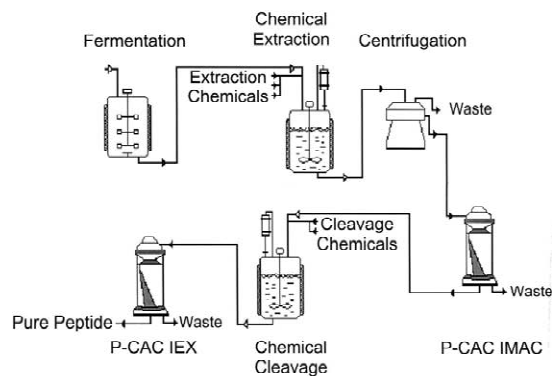 Fermentation
Chemical
Extraction
Centrifugation
Extraction
Chemicals
Waste
Cleavage
Chemicals
Waste
Pure Peptide
Waste
P-CAC IEX
Chemical
Cleavage
P-CAC IMAC